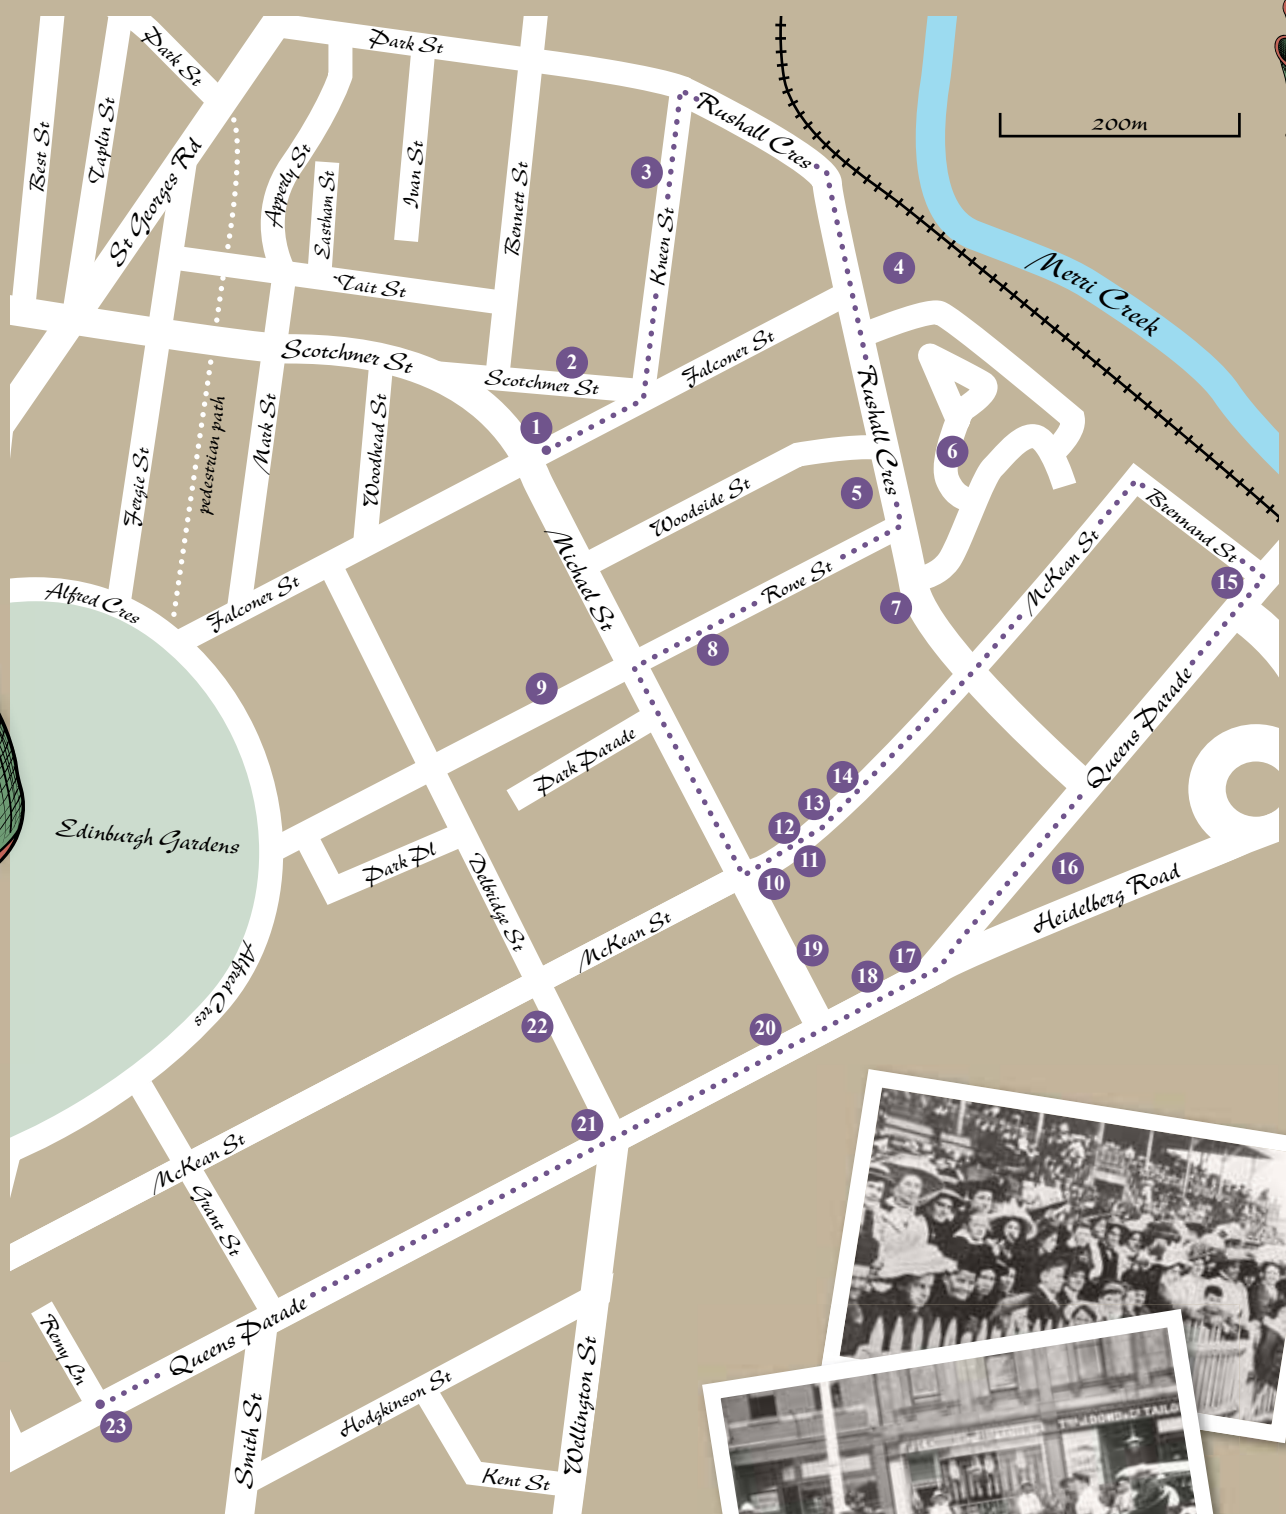 Park St
Park St
Best St
Taplin St
St Georges Rd
Apperly St
Eastham St
Ivan St
Bennett St
Rushall Cres
200m
3
Kneen St
4
Merri Creek
Tait St
Scotchmer St
2
Scotchmer St
Falconer St
1
Rushall Cres
6
5
Woodside St
Fergie St
pedestrian path
Mark St
Woodhead St
Michael St
McKean St
Brennand St
15
Alfred Cres
Falconer St
Rowe St
7
8
9
Park Parade
Queens Parade
14
13
12
11
10
Edinburgh Gardens
Park Pl
Delbridge St
16
Heidelberg Road
McKean St
Alfred Cres
19
17
18
22
20
21
McKean St
Grant St
Remy Ln
Queens Parade
23
Smith St
Hodgkinson St
Wellington St
Kent St